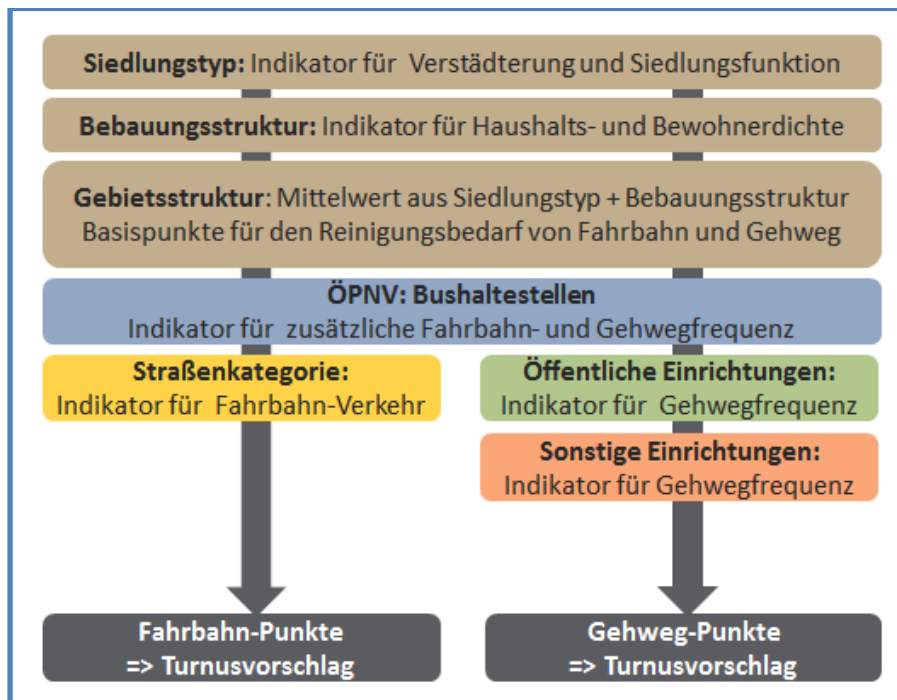 Siedlungstyp: Indikator für Verstädterung und Siedlungsfunktion
Bebauungsstruktur: Indikator für Haushalts- und Bewohnerdichte
Gebietsstruktur: Mittelwert aus Siedlungstyp + Bebauungsstruktur
Basispunkte für den Reinigungsbedarf von Fahrbahn und Gehweg
ÖPNV: Bushaltestellen
Indikator für zusätzliche Fahrbahn- und Gehwegfrequenz
Straßenkategorie:
Indikator für Fahrbahn-Verkehr
Öffentliche Einrichtungen:
Indikator für Gehwegfrequenz
Sonstige Einrichtungen:
Indikator für Gehwegfrequenz
Fahrbahn-Punkte
=> Turnusvorschlag
Gehweg-Punkte
=> Turnusvorschlag